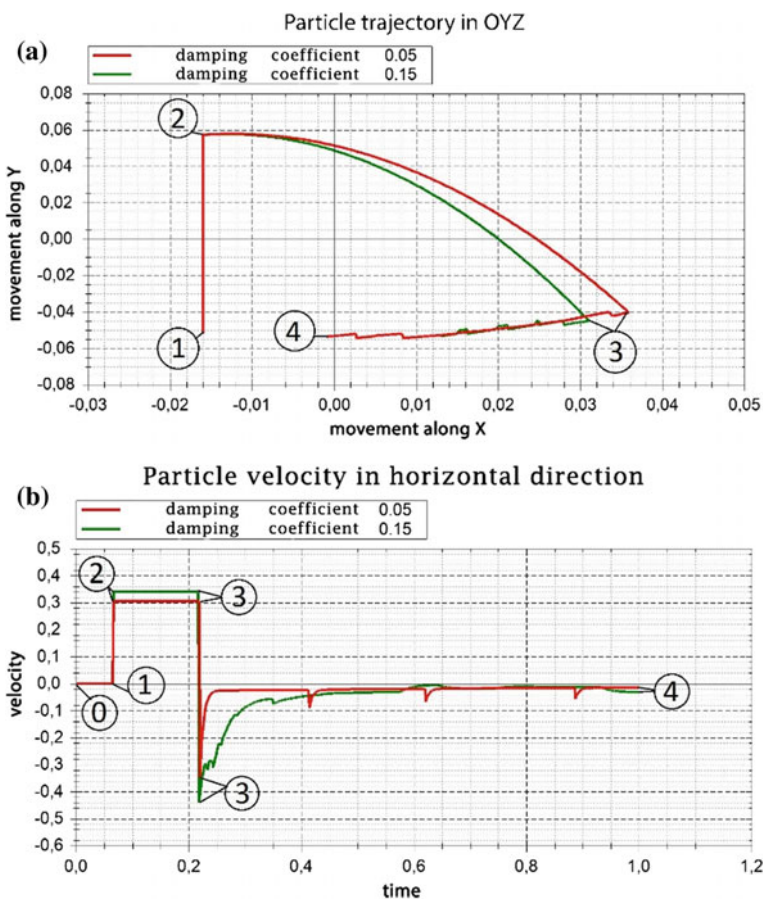 Particle trajectory in OYZ
(a)
damping coefficient 0.05
damping coefficient 0.15
0,08
0,06
0,04
0,02
0,00
-0,02
-0,04
-0,06
-0,08
movement along Y
2
1
4
3
-0,03 -0,02 -0,01 0,00 0,01 0,02 0,03 0,04 0,05
movement along X
Particle velocity in horizontal direction
(b)
damping coefficient 0.05
damping coefficient 0.15
0,5
0,4
0,3
0,2
0,1
0,0
-0,1
-0,2
-0,3
-0,4
-0,5
-0,6
velocity
2
3
0
1
4
3
0,0 0,2 0,4 0,6 0,8 1,0 1,2
time